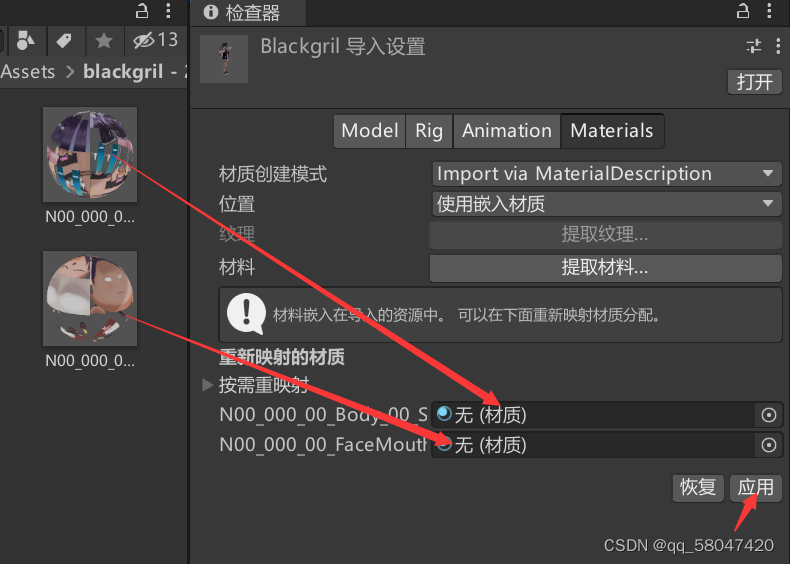 检查器
13
Assets > blackgril - 2
N00_000_0...
N00_000_0...
Blackgril 导入设置
打开
Model Rig Animation Materials
材质创建模式 Import via MaterialDescription
位置 使用嵌入材质
纹理 提取纹理...
材料 提取材料...
材料嵌入在导入的资源中。 可以在下面重新映射材质分配。
重新映射的材质
按需重映射
N00_000_00_Body_00_S 无 (材质)
N00_000_00_FaceMouth 无 (材质)
恢复 应用
CSDN @qq_58047420